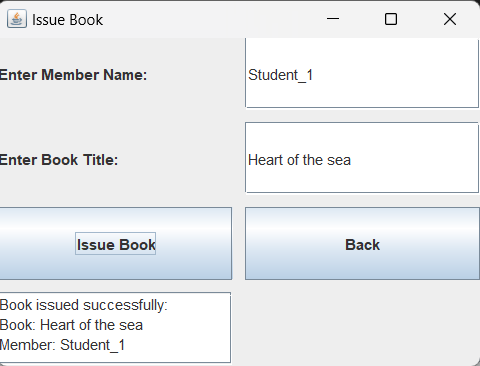 Issue Book
Enter Member Name:
Student_1
Enter Book Title:
Heart of the sea
Issue Book
Back
Book issued successfully:
Book: Heart of the sea
Member: Student_1